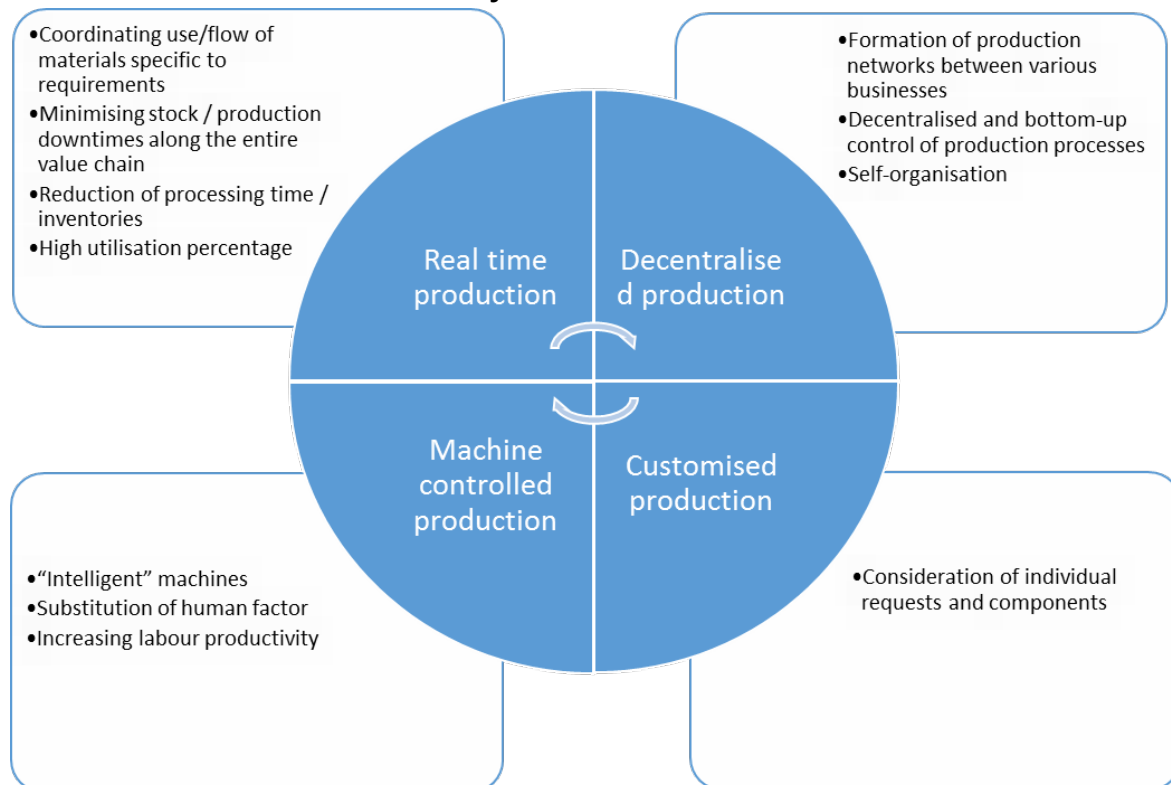 •Coordinating use/flow of
materials specific to
requirements
•Minimising stock / production
downtimes along the entire
value chain
•Reduction of processing time /
inventories
•High utilisation percentage
•Formation of production
networks between various
businesses
•Decentralised and bottom-up
control of production processes
•Self-organisation
Real time
production
Decentralise
d production
Machine
controlled
production
Customised
production
•“Intelligent” machines
•Substitution of human factor
•Increasing labour productivity
•Consideration of individual
requests and components